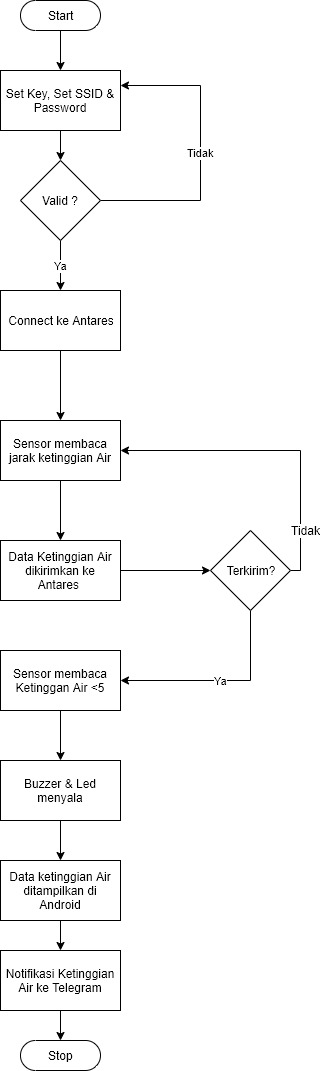 Start
Set Key, Set SSID &
Password
Tidak
Valid ?
Ya
Connect ke Antares
Sensor membaca
jarak ketinggian Air
Tidak
Data Ketinggian Air
dikirimkan ke
Antares
Terkirim?
Ya
Sensor membaca
Ketinggan Air <5
Buzzer & Led
menyala
Data ketinggian Air
ditampilkan di
Android
Notifikasi Ketinggian
Air ke Telegram
Stop